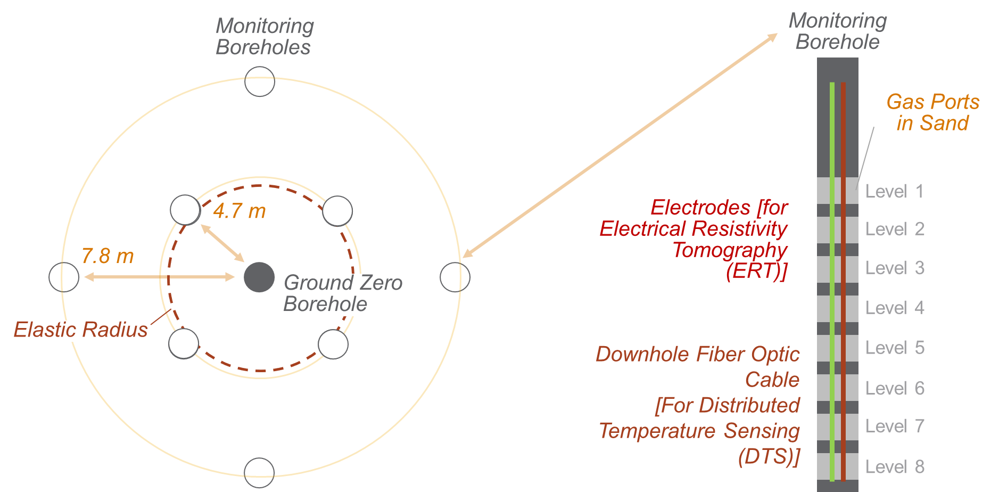 Monitoring
Boreholes
4.7 m
7.8 m
Ground Zero
Borehole
Elastic Radius
Monitoring
Borehole
Gas Ports
in Sand
Electrodes [for
Electrical Resistivity
Tomography
(ERT)]
Downhole Fiber Optic
Cable
[For Distributed
Temperature Sensing
(DTS)]
Level 1
Level 2
Level 3
Level 4
Level 5
Level 6
Level 7
Level 8